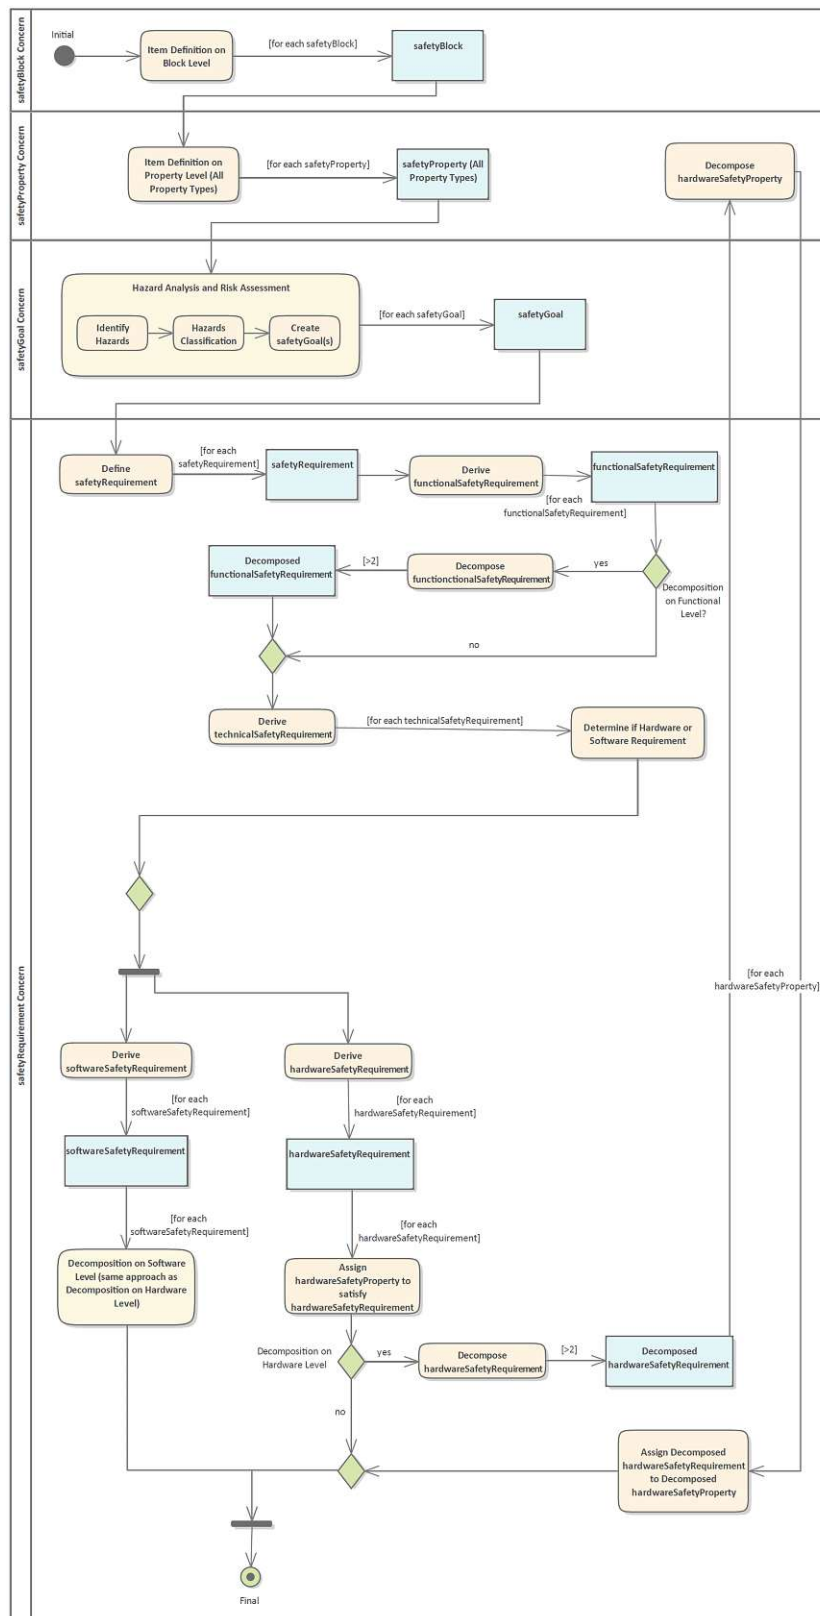 safetyBlock Concern
Initial
Item Definition on
Block Level
[for each safetyBlock]
safetyBlock
safetyProperty Concern
Item Definition on
Property Level (All
Property Types)
[for each safetyProperty]
safetyProperty (All
Property Types)
Decompose
hardwareSafetyProperty
safetyGoal Concern
Hazard Analysis and Risk Assessment
Identify
Hazards
Hazards
Classification
Create
safetyGoal(s)
[for each safetyGoal]
safetyGoal
safetyRequirement Concern
Define
safetyRequirement
[for each
safetyRequirement]
safetyRequirement
Derive
functionalSafetyRequirement
[for each
functionalSafetyRequirement]
functionalSafetyRequirement
Decomposition
on Functional
Level?
yes
Decompose
functionctionalSafetyRequirement
[>2]
Decomposed
functionalSafetyRequirement
no
Derive
technicalSafetyRequirement
[for each technicalSafetyRequirement]
Determine if Hardware or
Software Requirement
[for each
hardwareSafetyProperty]
Derive
softwareSafetyRequirement
Derive
hardwareSafetyRequirement
[for each
softwareSafetyRequirement]
[for each
hardwareSafetyRequirement]
softwareSafetyRequirement
hardwareSafetyRequirement
[for each
softwareSafetyRequirement]
[for each
hardwareSafetyRequirement]
Decomposition on Software
Level (same approach as
Decomposition on Hardware
Level)
Assign
hardwareSafetyProperty to
satisfy
hardwareSafetyRequirement
Decomposition on
Hardware Level
yes
Decompose
hardwareSafetyRequirement
[>2]
Decomposed
hardwareSafetyRequirement
no
Assign Decomposed
hardwareSafetyRequirement
to Decomposed
hardwareSafetyProperty
Final